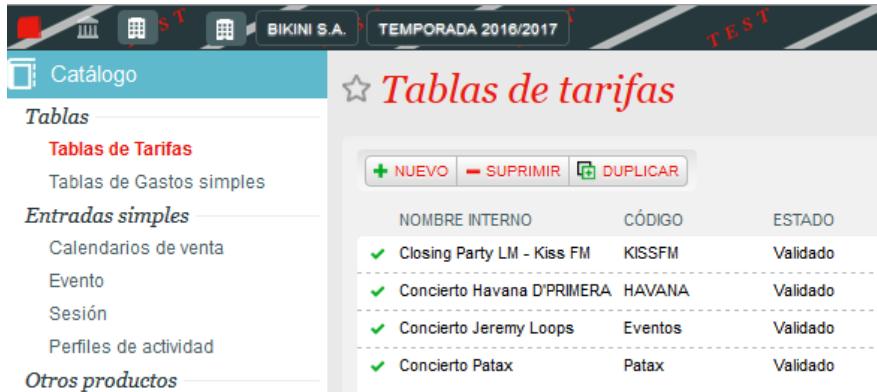 TEST
TEST
BIKINI S.A.
TEMPORADA 2016/2017
Catálogo
Tablas
Tablas de Tarifas
Tablas de Gastos simples
Entradas simples
Calendarios de venta
Evento
Sesión
Perfiles de actividad
Otros productos
Tablas de tarifas
NUEVO SUPRIMIR DUPLICAR
NOMBRE INTERNO CÓDIGO ESTADO
Closing Party LM - Kiss FM KISSFM Validado
Concierto Havana D'PRIMERA HAVANA Validado
Concierto Jeremy Loops Eventos Validado
Concierto Patax Patax Validado